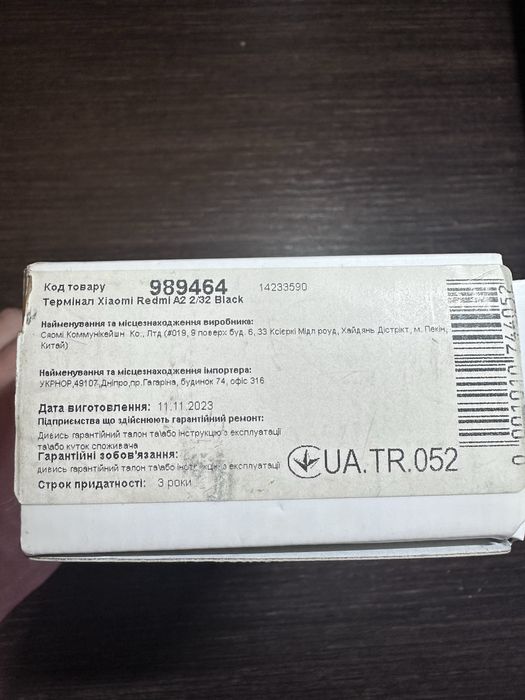 Код товару 989464 14233590
Термінал Xiaomi Redmi A2 2/32 Black
Найменування та місцезнаходження виробника:
Сяомі Коммунікейшн. Ко., Лтд (#019, 9 поверх буд. 6, 33 Ксієркі Мідл роуд, Хайдянь Дістрікт, м. Пекін, Китай)
Найменування та місцезнаходження імпортера:
УКРНОР,49107,Дніпро,пр.Гагаріна, будинок 74, офіс 316
Дата виготовлення: 11.11.2023
Підприємства що здійснюють гарантійний ремонт:
Дивись гарантійний талон та\або інструкцію з експлуатації
та\або куток споживача
Гарантійні зобов'язання:
дивись гарантійний талон та\або інструкцію з експлуатації
Строк придатності: 3 роки
UA.TR.052